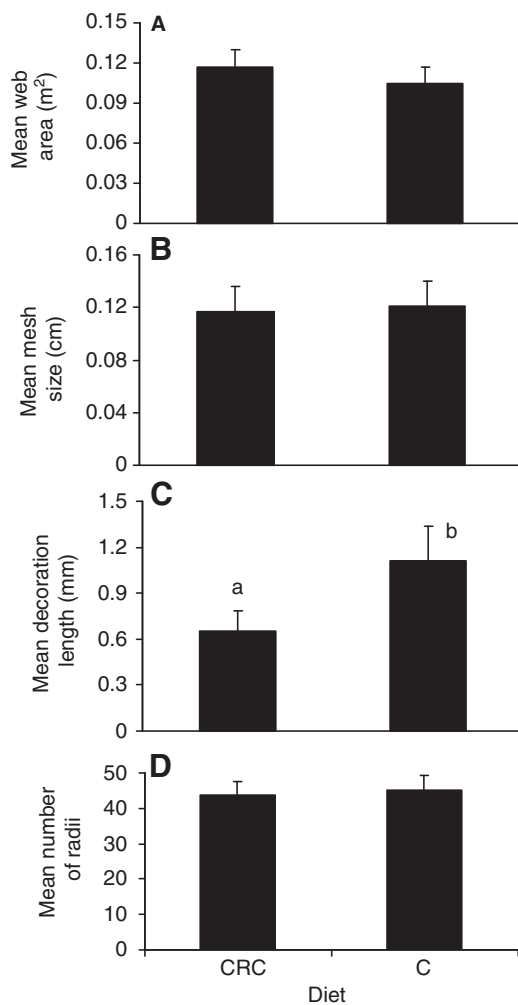 A
Mean web
area (m²)
0.15
0.12
0.09
0.06
0.03
0
B
Mean mesh
size (cm)
0.16
0.12
0.08
0.04
0
C
Mean decoration
length (mm)
1.5
1.2
0.9
0.6
0.3
0
a
b
D
Mean number
of radii
50
40
30
20
10
0
CRC C
Diet